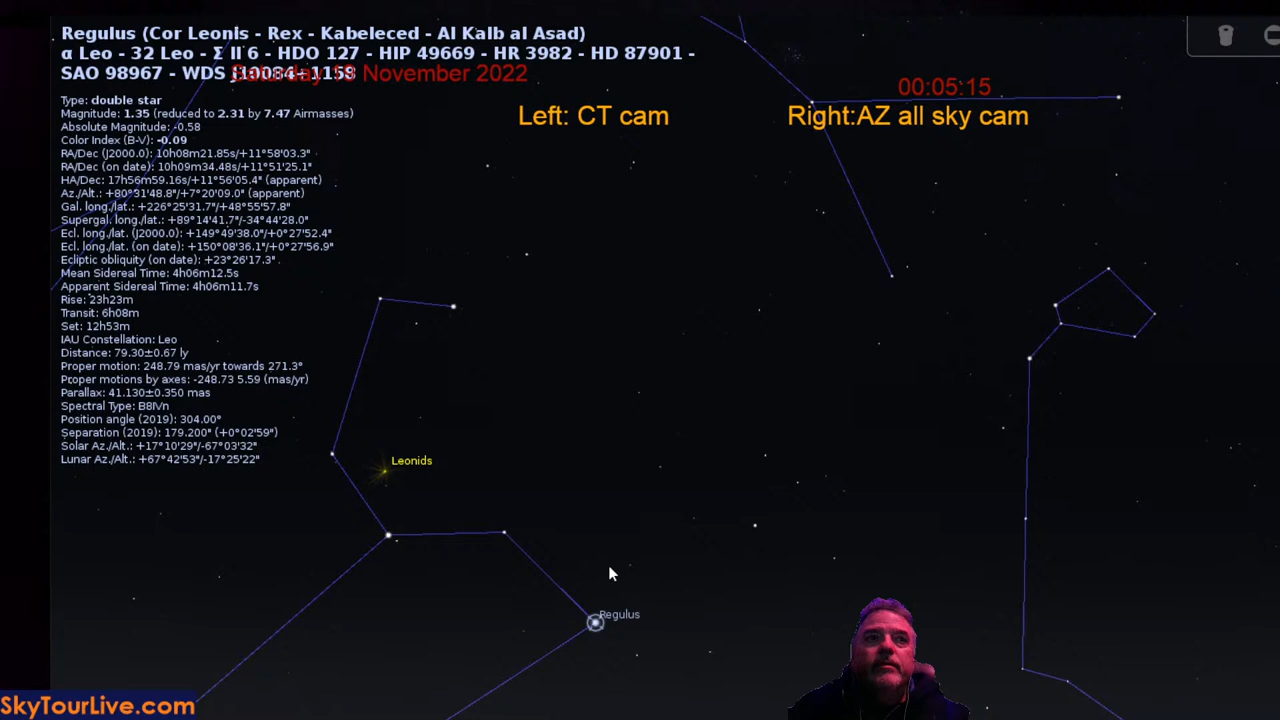 Regulus (Cor Leonis - Rex - Kabeleced - Al Kalb al Asad)
α Leo - 32 Leo - Σ II 6 - HDO 127 - HIP 49669 - HR 3982 - HD 87901 -
SAO 98967 - WDS J10084+1158
November 2022
00:05:15
Left: CT cam
Right:AZ all sky cam
Type: double star
Magnitude: 1.35 (reduced to 2.31 by 7.47 Airmasses)
Absolute Magnitude: -0.58
Color Index (B-V): -0.09
RA/Dec (J2000.0): 10h08m21.85s/+11°58'03.3"
RA/Dec (on date): 10h09m34.48s/+11°51'25.1"
HA/Dec: 17h56m59.16s/+11°56'05.4" (apparent)
Az./Alt.: +80°31'48.8"/+7°20'09.0" (apparent)
Gal. long./lat.: +226°25'31.7"/+48°55'57.8"
Supergal. long./lat.: +89°14'41.7"/-34°44'28.0"
Ecl. long./lat. (J2000.0): +149°49'38.0"/+0°27'52.4"
Ecl. long./lat. (on date): +150°08'36.1"/+0°27'56.9"
Ecliptic obliquity (on date): +23°26'17.3"
Mean Sidereal Time: 4h06m12.5s
Apparent Sidereal Time: 4h06m11.7s
Rise: 23h23m
Transit: 6h08m
Set: 12h53m
IAU Constellation: Leo
Distance: 79.30±0.67 ly
Proper motion: 248.79 mas/yr towards 271.3°
Proper motions by axes: -248.73 5.59 (mas/yr)
Parallax: 41.130±0.350 mas
Spectral Type: B8IVn
Position angle (2019): 304.00°
Separation (2019): 179.200" (+0°02'59")
Solar Az./Alt.: +17°10'29"/-67°03'32"
Lunar Az./Alt.: +67°42'53"/-17°25'22"
Leonids
Regulus
SkyTourLive.com